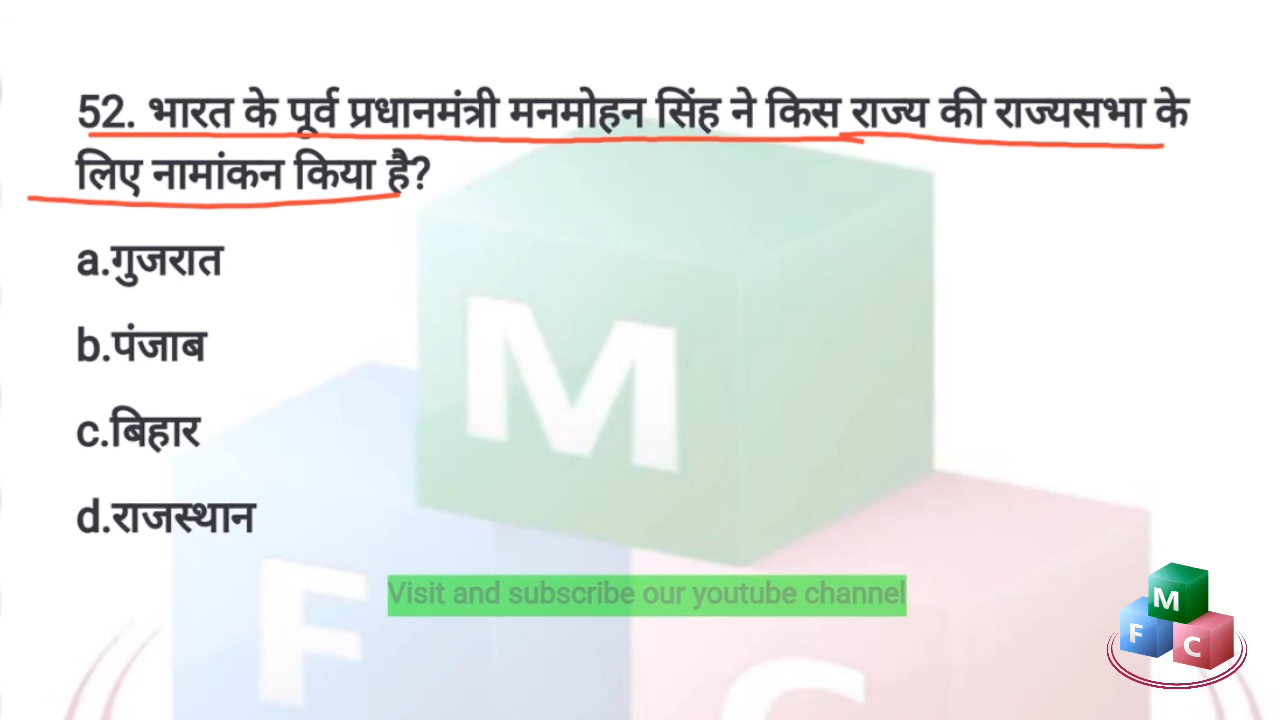 52. भारत के पूर्व प्रधानमंत्री मनमोहन सिंह ने किस राज्य की राज्यसभा के
लिए नामांकन किया है?
a.गुजरात
b.पंजाब
c.बिहार
d.राजस्थान
Visit and subscribe our youtube channel
M
F
C
M
F
C